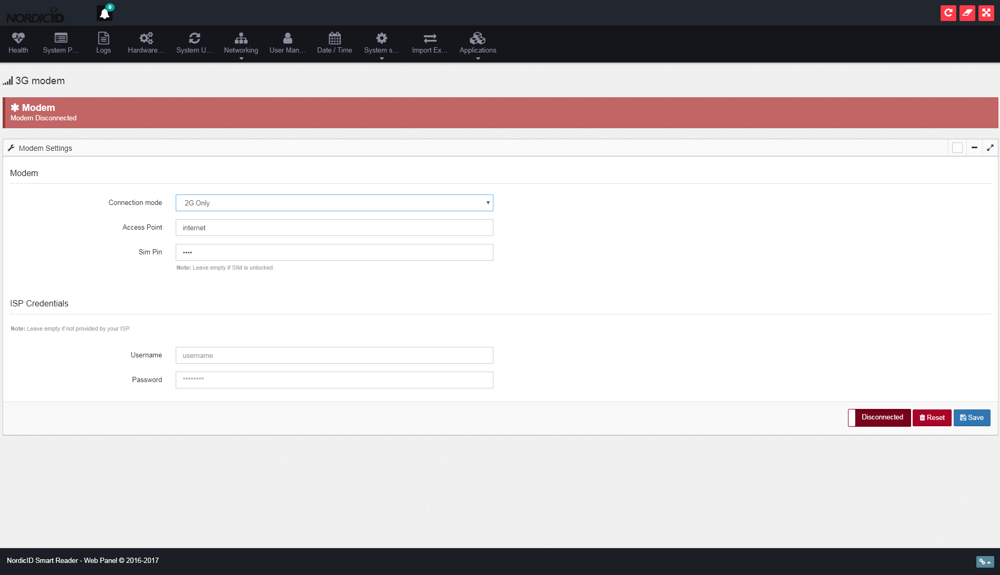 NORDICID
0
Health
System P...
Logs
Hardware...
System U...
Networking
User Man...
Date / Time
System s...
Import Ex...
Applications
3G modem
Modem
Modem Disconnected
Modem Settings
Modem
Connection mode
2G Only
Access Point
internet
Sim Pin
••••
Note: Leave empty if SIM is unlocked.
ISP Credentials
Note: Leave empty if not provided by your ISP.
Username
username
Password
********
Disconnected
Reset
Save
NordicID Smart Reader - Web Panel © 2016-2017